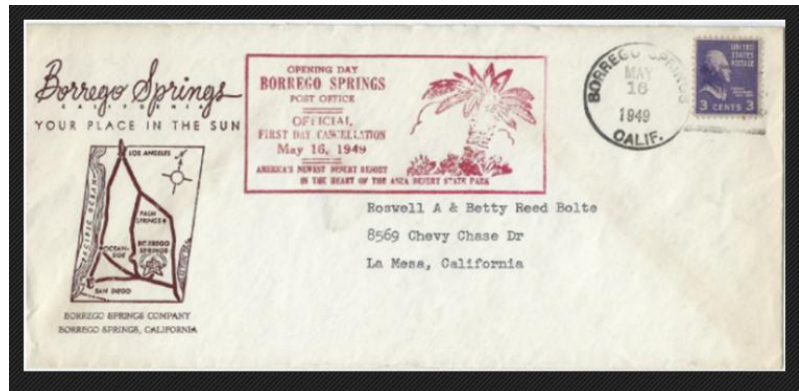 Borrego Springs
CALIFORNIA
YOUR PLACE IN THE SUN
LOS ANGELES
PACIFIC OCEAN
PALM
SPRINGS
OCEAN-
SIDE
BORREGO
SPRINGS
SAN DIEGO
BORREGO SPRINGS COMPANY
BORREGO SPRINGS, CALIFORNIA
OPENING DAY
BORREGO SPRINGS
POST OFFICE
OFFICIAL
FIRST DAY CANCELLATION
May 16, 1949
AMERICA'S NEWEST DESERT RESORT
IN THE HEART OF THE ANZA DESERT STATE PARK
BORREGO SPRINGS
MAY
16
1949
CALIF.
UNITED
STATES
POSTAGE
3 CENTS 3
Roswell A & Betty Reed Bolte
8569 Chevy Chase Dr
La Mesa, California